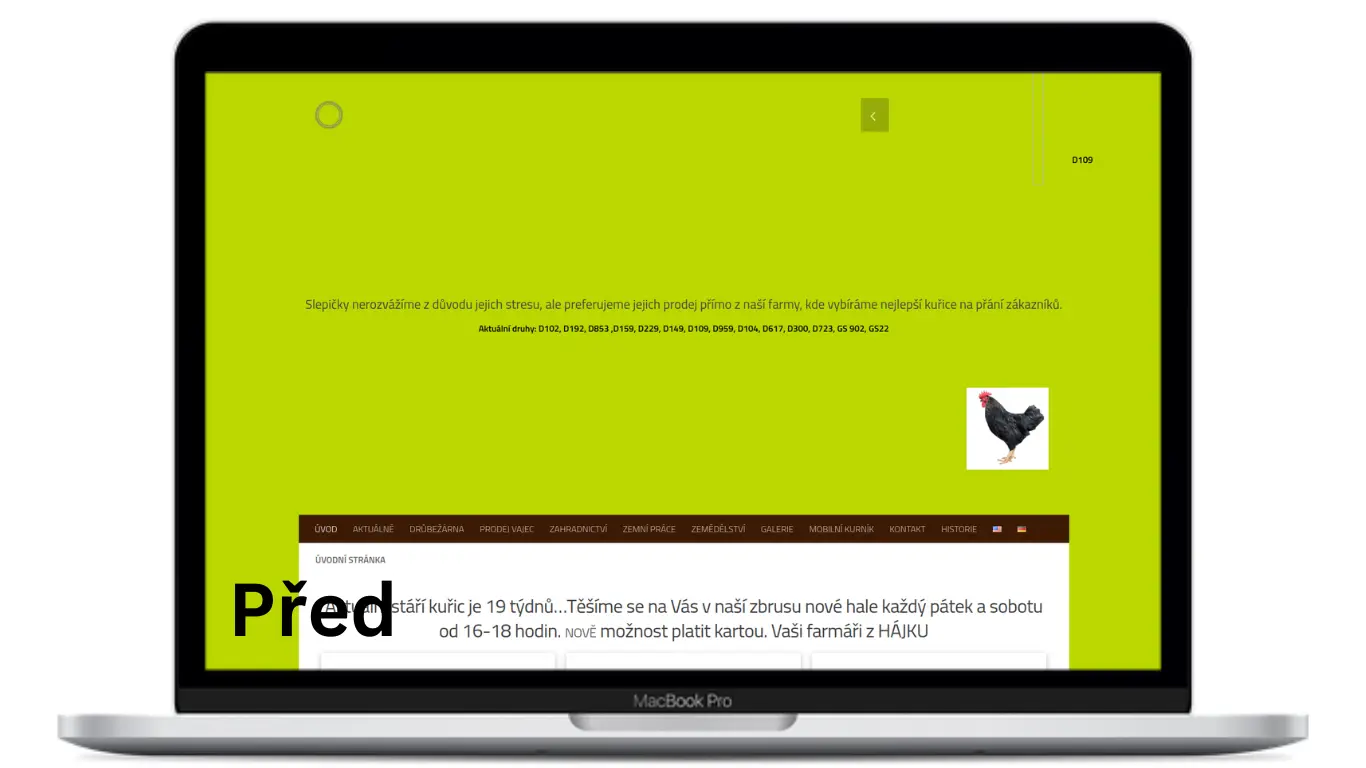 D109
Slepičky nerozvážíme z důvodu jejich stresu, ale preferujeme jejich prodej přímo z naší farmy, kde vybíráme nejlepší kuřice na přání zákazníků.
Aktuální druhy: D102, D192, D853 ,D159, D229, D149, D109, D959, D104, D617, D300, D723, GS 902, GS22
ÚVOD AKTUÁLNĚ DRŮBEŽÁRNA PRODEJ VAJEC ZAHRADNICTVÍ ZEMNÍ PRÁCE ZEMĚDĚLSTVÍ GALERIE MOBILNÍ KURNÍK KONTAKT HISTORIE
ÚVODNÍ STRÁNKA
Před
Aktuální stáří kuřic je 19 týdnů...Těšíme se na Vás v naší zbrusu nové hale každý pátek a sobotu
od 16-18 hodin. NOVĚ možnost platit kartou. Vaši farmáři z HÁJKU
MacBook Pro